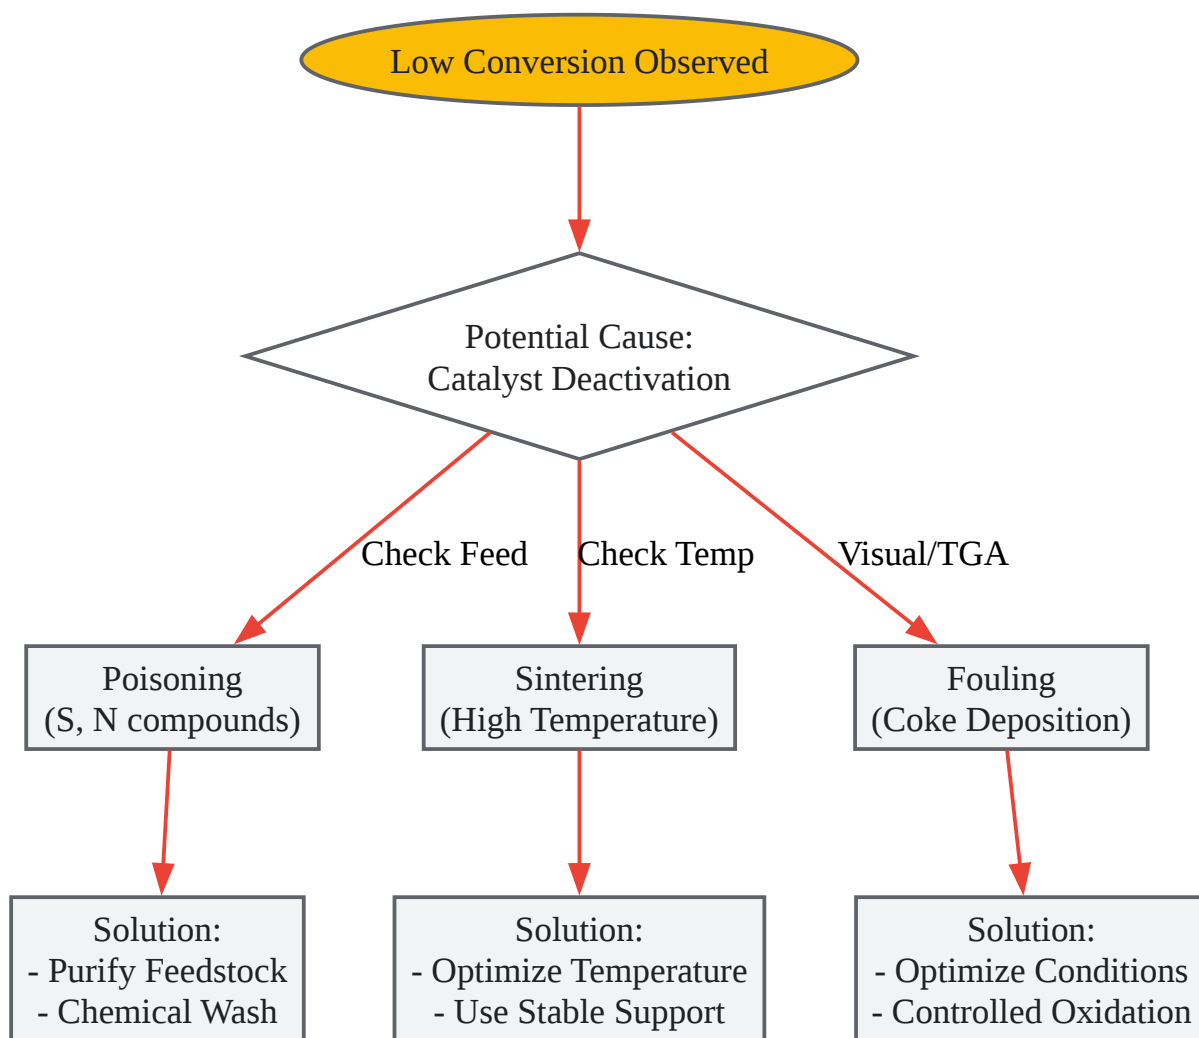 Low Conversion Observed
Potential Cause:
Catalyst Deactivation
Check Feed
Check Temp
Visual/TGA
Poisoning
(S, N compounds)
Sintering
(High Temperature)
Fouling
(Coke Deposition)
Solution:
- Purify Feedstock
- Chemical Wash
Solution:
- Optimize Temperature
- Use Stable Support
Solution:
- Optimize Conditions
- Controlled Oxidation